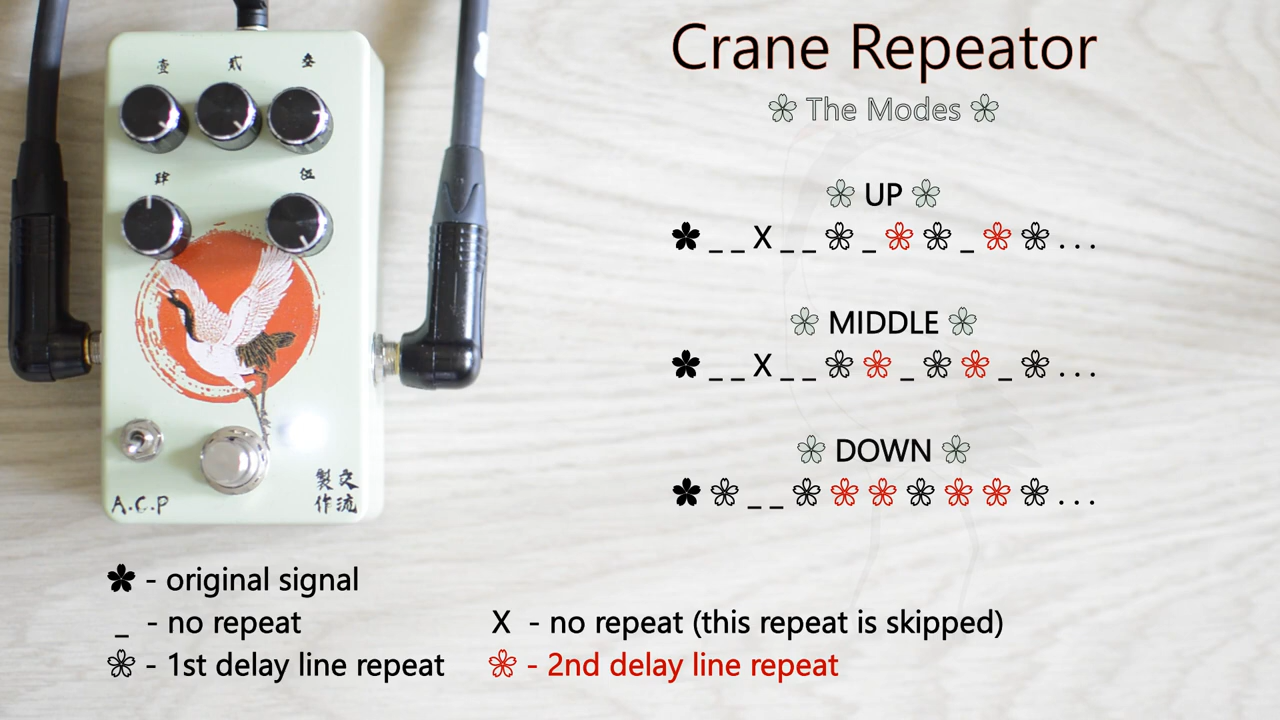 Crane Repeator
❀ The Modes ❀
❀ UP ❀
✿ _ _ X _ _ ❀ _ ❀ ❀ _ ❀ ❀ . . .
❀ MIDDLE ❀
✿ _ _ X _ _ ❀ ❀ _ ❀ ❀ _ ❀ . . .
❀ DOWN ❀
✿ ❀ _ _ ❀ ❀ ❀ ❀ ❀ ❀ ❀ . . .
壹 貳 叁
肆 伍
A.C.P
交流
製作
✿ - original signal
_ - no repeat
X - no repeat (this repeat is skipped)
❀ - 1st delay line repeat
❀ - 2nd delay line repeat